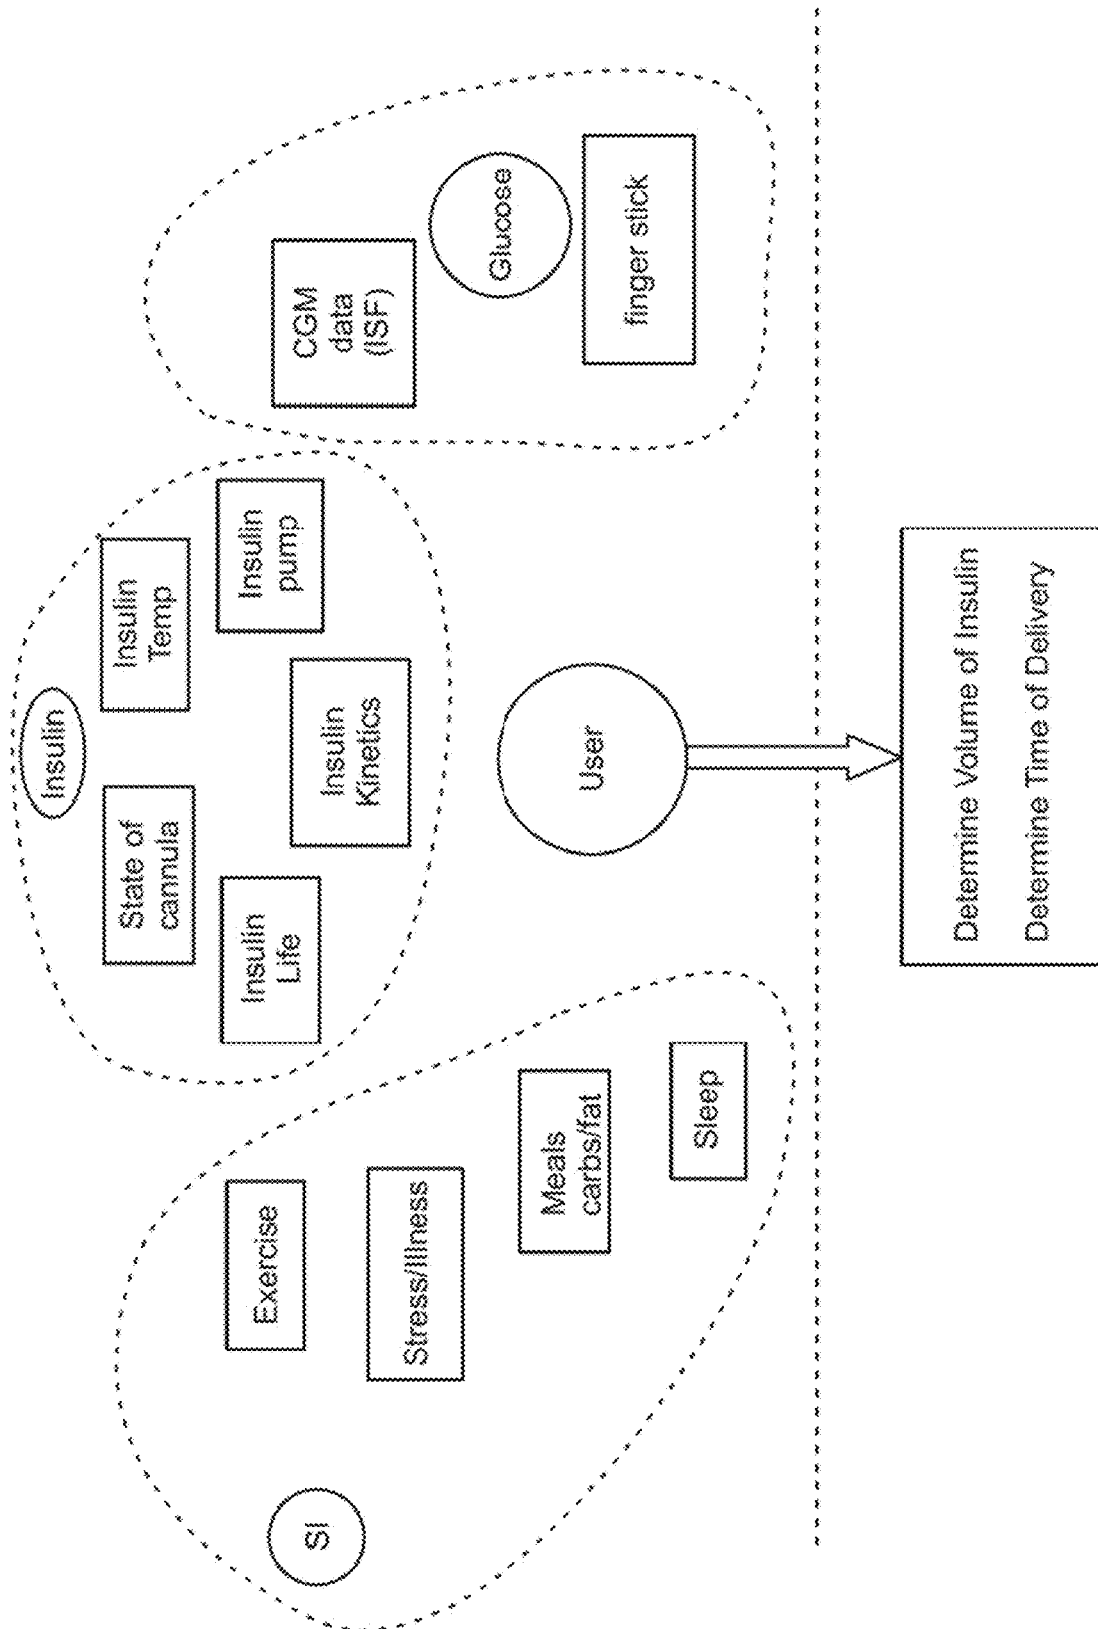 Insulin
State of
cannula
Insulin
Temp
Insulin
Life
Insulin
Kinetics
Insulin
pump
SI
Exercise
Stress/Illness
Meals
carbs/fat
Sleep
User
CGM
data
(ISF)
Glucose
finger stick
Determine Volume of Insulin
Determine Time of Delivery